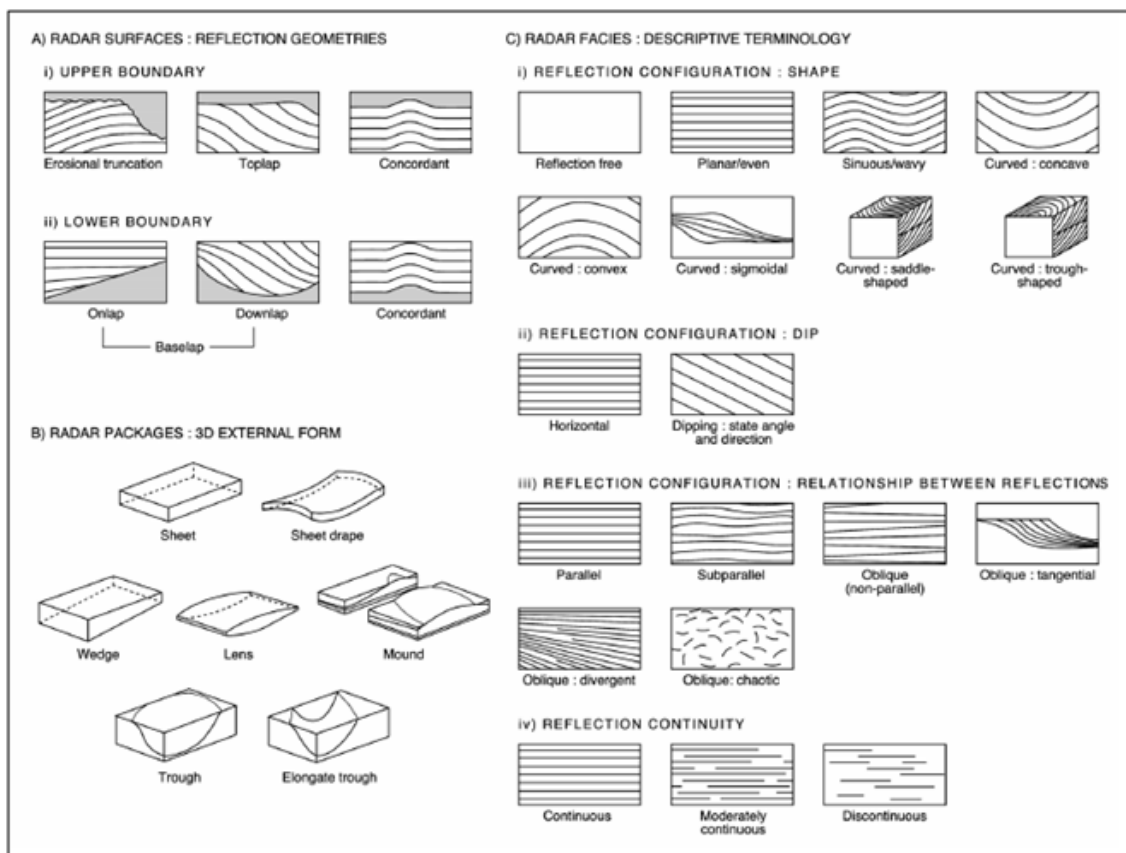 A) RADAR SURFACES : REFLECTION GEOMETRIES
i) UPPER BOUNDARY
Erosional truncation
Toplap
Concordant
ii) LOWER BOUNDARY
Onlap
Downlap
Concordant
Baselap
B) RADAR PACKAGES : 3D EXTERNAL FORM
Sheet
Sheet drape
Wedge
Lens
Mound
Trough
Elongate trough
C) RADAR FACIES : DESCRIPTIVE TERMINOLOGY
i) REFLECTION CONFIGURATION : SHAPE
Reflection free
Planar/even
Sinuous/wavy
Curved : concave
Curved : convex
Curved : sigmoidal
Curved : saddle-
shaped
Curved : trough-
shaped
ii) REFLECTION CONFIGURATION : DIP
Horizontal
Dipping : state angle
and direction
iii) REFLECTION CONFIGURATION : RELATIONSHIP BETWEEN REFLECTIONS
Parallel
Subparallel
Oblique
(non-parallel)
Oblique : tangential
Oblique : divergent
Oblique: chaotic
iv) REFLECTION CONTINUITY
Continuous
Moderately
continuous
Discontinuous